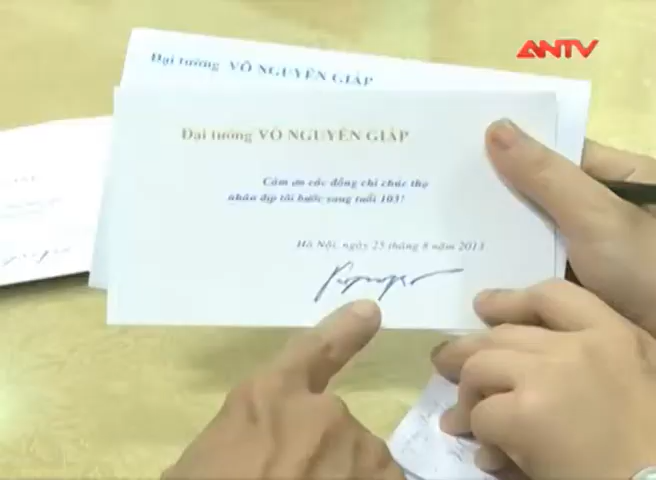 ANTV
Đại tướng VÕ NGUYÊN GIÁP
Đại tướng VÕ NGUYÊN GIÁP
Cảm ơn các đồng chí chúc thọ
nhân dịp tôi bước sang tuổi 103!
Hà Nội, ngày 25 tháng 8 năm 2013